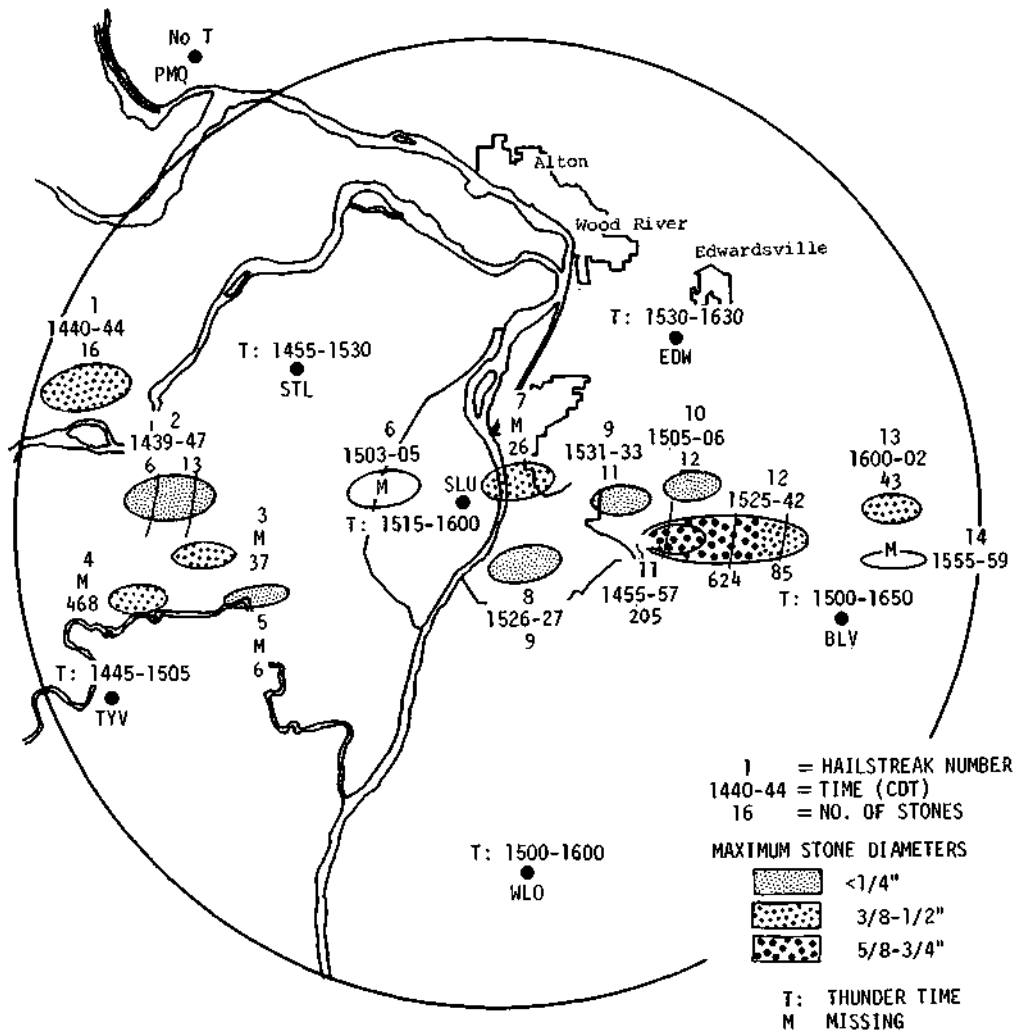 No T
PMQ
Alton
Wood River
Edwardsville
1
1440-44
16
T: 1455-1530
STL
T: 1530-1630
EDW
2
1439-47
6 13
6
1503-05
M
SLU
T: 1515-1600
7
M
26
9
1531-33
11
10
1505-06
12
12
1525-42
624 85
13
1600-02
43
14
1555-59
M
3
M
37
4
M
468
5
M
6
8
1526-27
9
11
1455-57
205
T: 1500-1650
BLV
T: 1445-1505
TYV
T: 1500-1600
WLO
1 = HAILSTREAK NUMBER
1440-44 = TIME (CDT)
16 = NO. OF STONES
MAXIMUM STONE DIAMETERS
<1/4"
3/8-1/2"
5/8-3/4"
T: THUNDER TIME
M MISSING